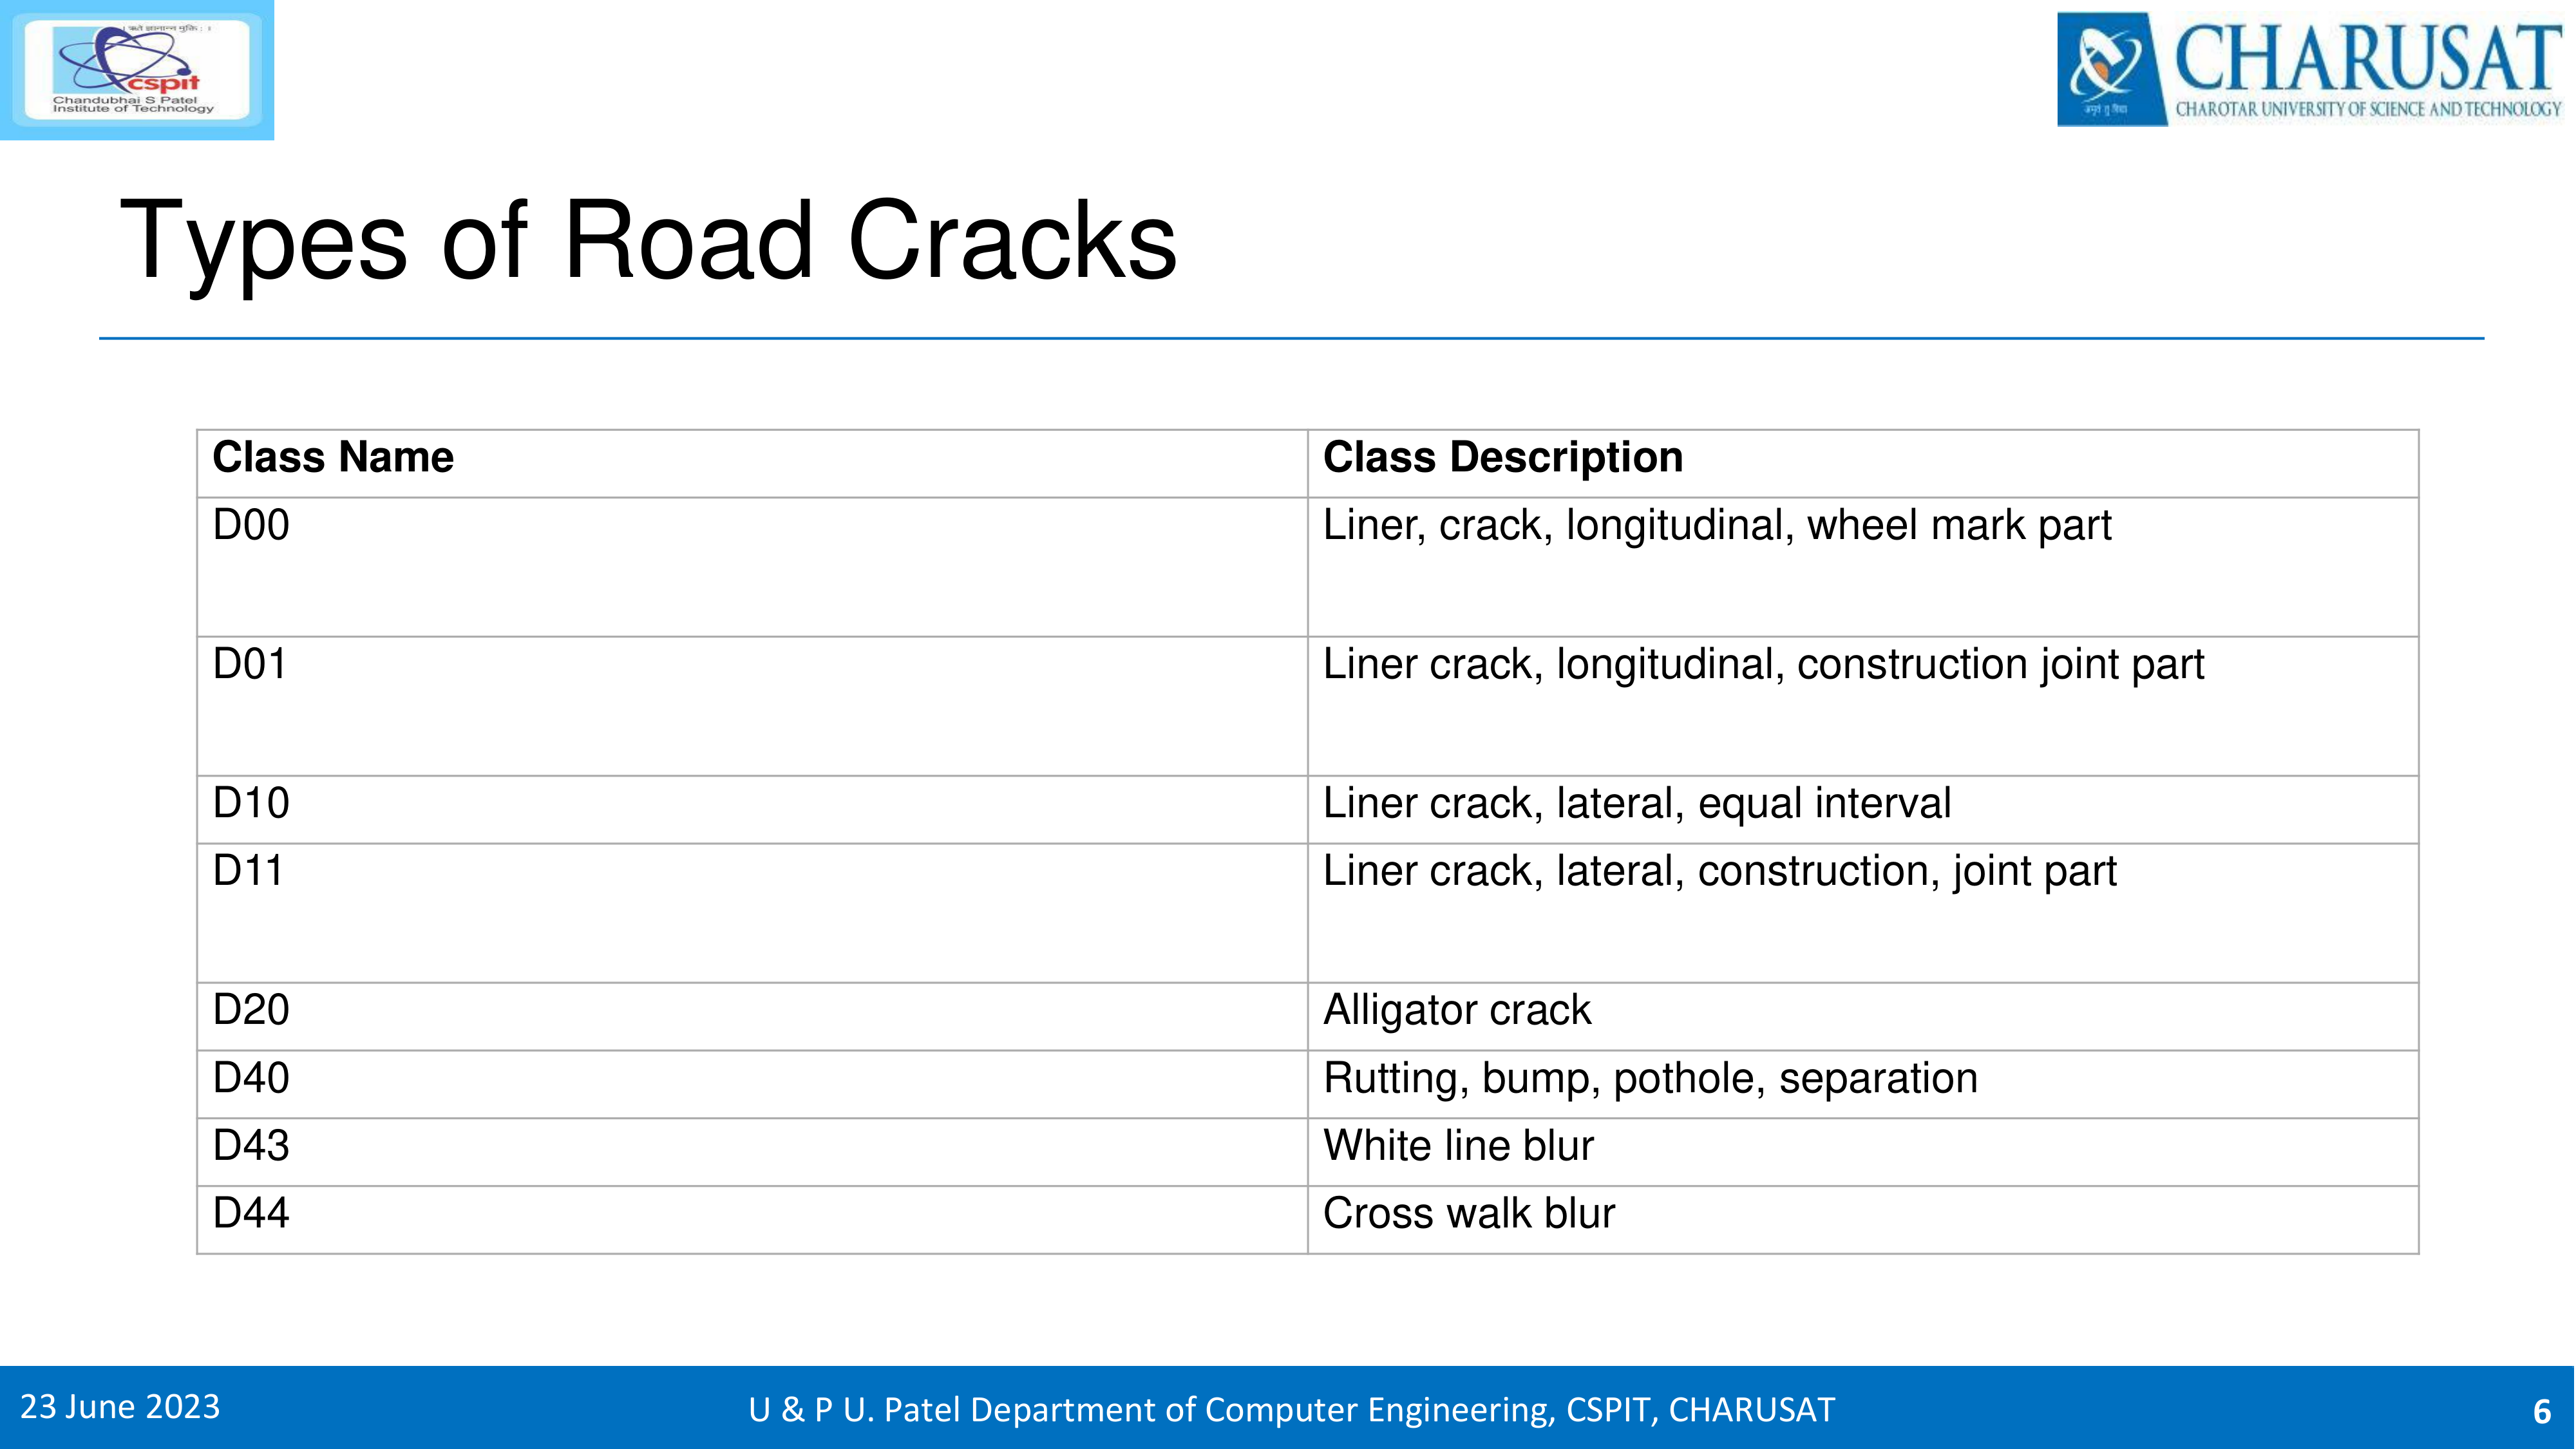 cspit
Chandubhai S Patel
Institute of Technology
CHARUSAT
CHAROTAR UNIVERSITY OF SCIENCE AND TECHNOLOGY
Types of Road Cracks
Class Name Class Description
D00 Liner, crack, longitudinal, wheel mark part
D01 Liner crack, longitudinal, construction joint part
D10 Liner crack, lateral, equal interval
D11 Liner crack, lateral, construction, joint part
D20 Alligator crack
D40 Rutting, bump, pothole, separation
D43 White line blur
D44 Cross walk blur
23 June 2023 U & P U. Patel Department of Computer Engineering, CSPIT, CHARUSAT 6